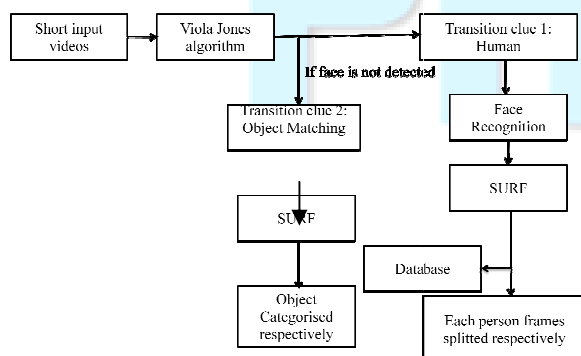 Short input
videos
Viola Jones
algorithm
Transition clue 1:
Human
If face is not detected
Transition clue 2:
Object Matching
Face
Recognition
SURF
SURF
Database
Object
Categorised
respectively
Each person frames
splitted respectively